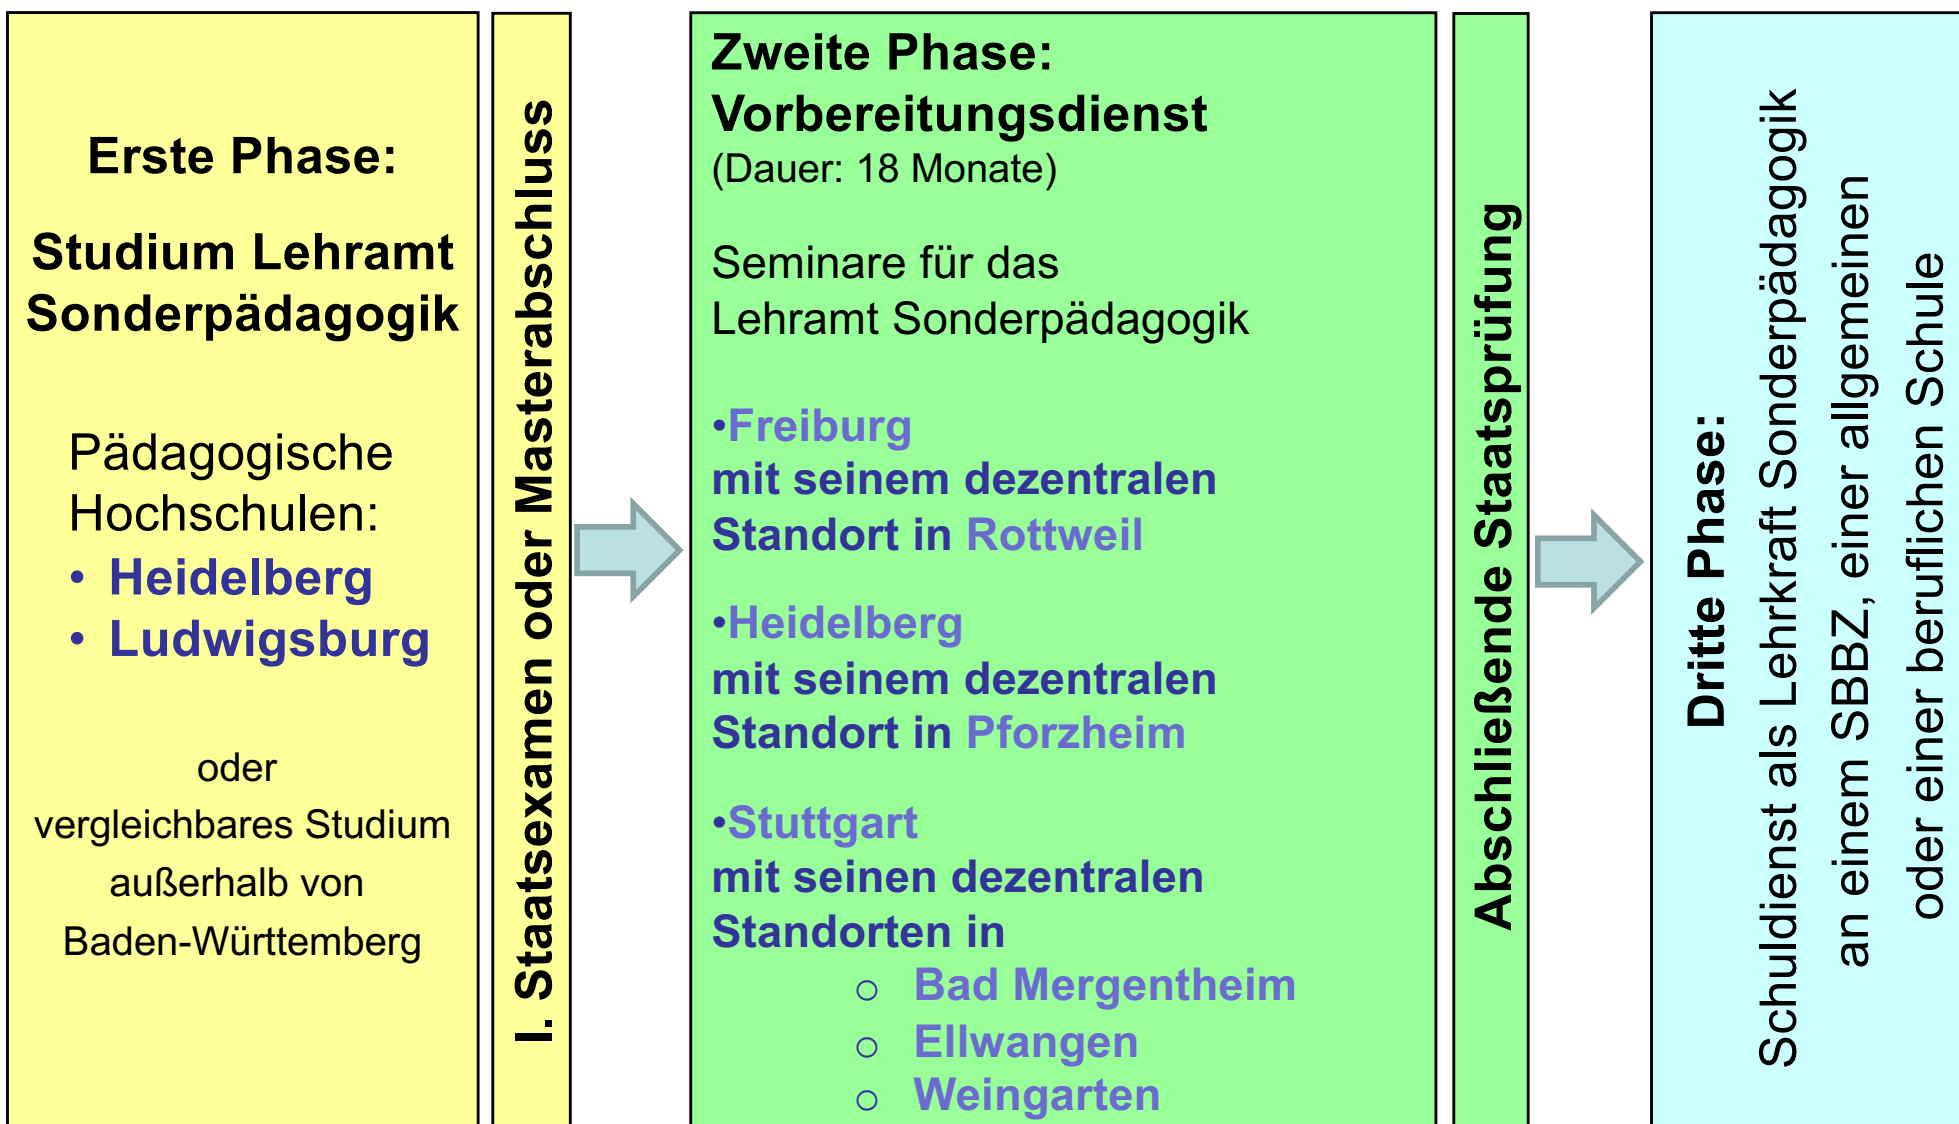 Erste Phase:
Studium Lehramt
Sonderpädagogik
Pädagogische
Hochschulen:
• Heidelberg
• Ludwigsburg
oder
vergleichbares Studium
außerhalb von
Baden-Württemberg
I. Staatsexamen oder Masterabschluss
Zweite Phase:
Vorbereitungsdienst
(Dauer: 18 Monate)
Seminare für das
Lehramt Sonderpädagogik
•Freiburg
mit seinem dezentralen
Standort in Rottweil
•Heidelberg
mit seinem dezentralen
Standort in Pforzheim
•Stuttgart
mit seinen dezentralen
Standorten in
o Bad Mergentheim
o Ellwangen
o Weingarten
Abschließende Staatsprüfung
Dritte Phase:
Schuldienst als Lehrkraft Sonderpädagogik
an einem SBBZ, einer allgemeinen
oder einer beruflichen Schule